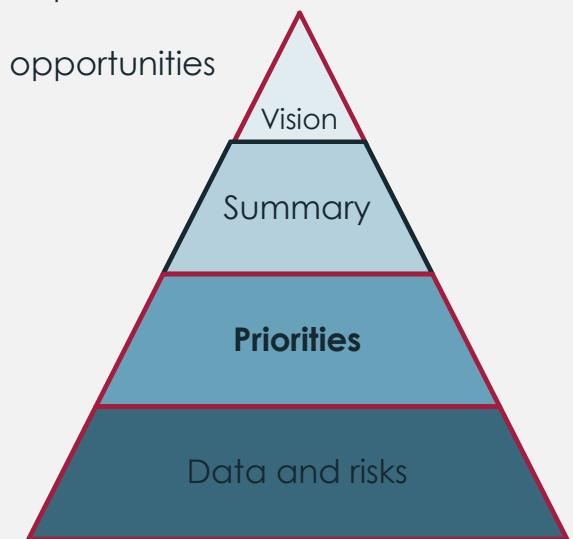 opportunities
Vision
Summary
Priorities
Data and risks